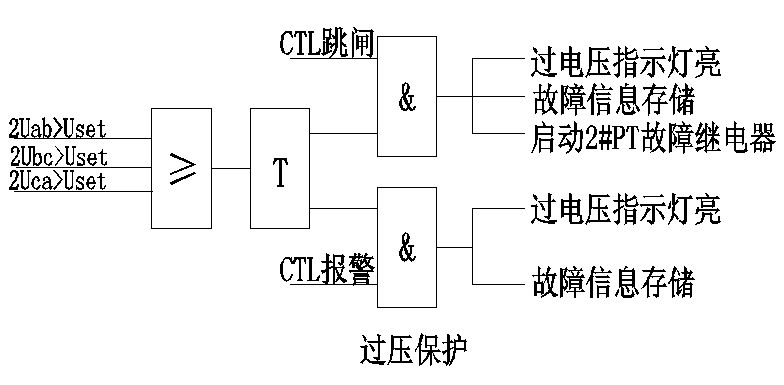 CTL跳闸
&
过电压指示灯亮
故障信息存储
启动2#PT故障继电器
2Uab>Uset
2Ubc>Uset
2Uca>Uset
≥
T
过电压指示灯亮
&
CTL报警
故障信息存储
过压保护